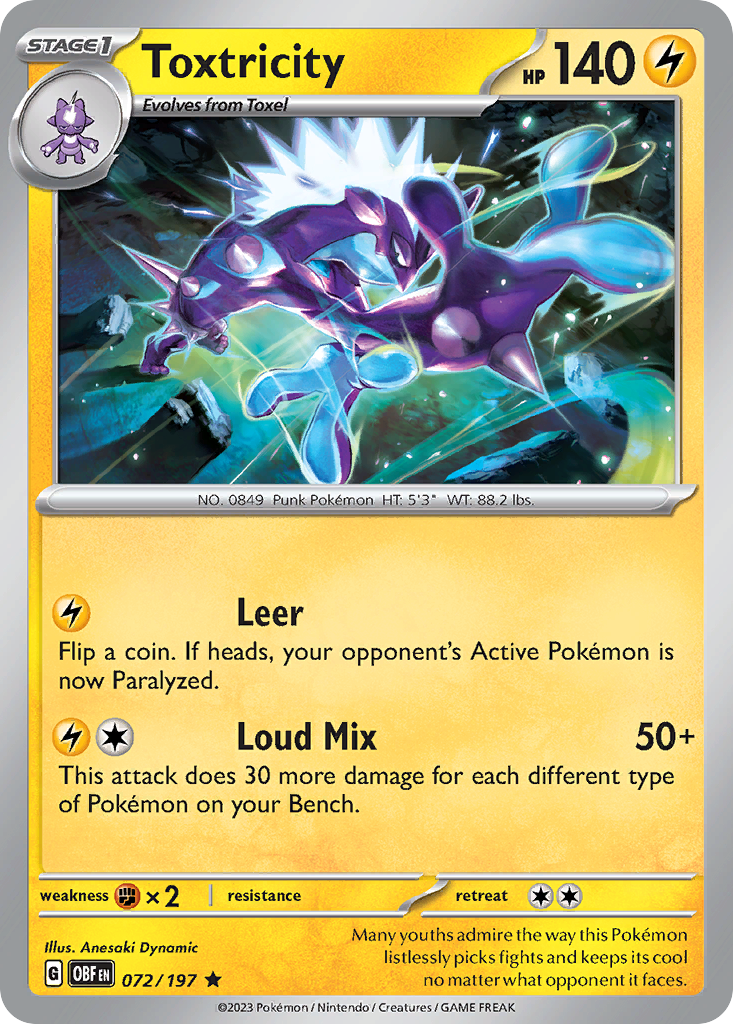 STAGE 1
Toxtricity
HP 140
Evolves from Toxel
NO. 0849 Punk Pokémon HT: 5'3" WT: 88.2 lbs.
Leer
Flip a coin. If heads, your opponent's Active Pokémon is
now Paralyzed.
Loud Mix 50+
This attack does 30 more damage for each different type
of Pokémon on your Bench.
weakness ×2 resistance retreat
Illus. Anesaki Dynamic
G OBF EN 072/197 ★
Many youths admire the way this Pokémon
listlessly picks fights and keeps its cool
no matter what opponent it faces.
©2023 Pokémon / Nintendo / Creatures / GAME FREAK